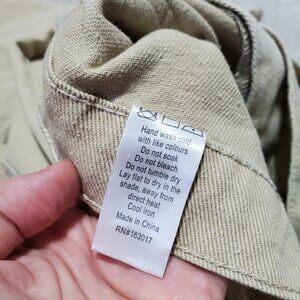 Hand wash cold
with like colours
Do not soak
Do not bleach
Do not tumble dry
Lay flat to dry in the
shade, away from
direct heat
Cool iron
Made in China
RN#163017